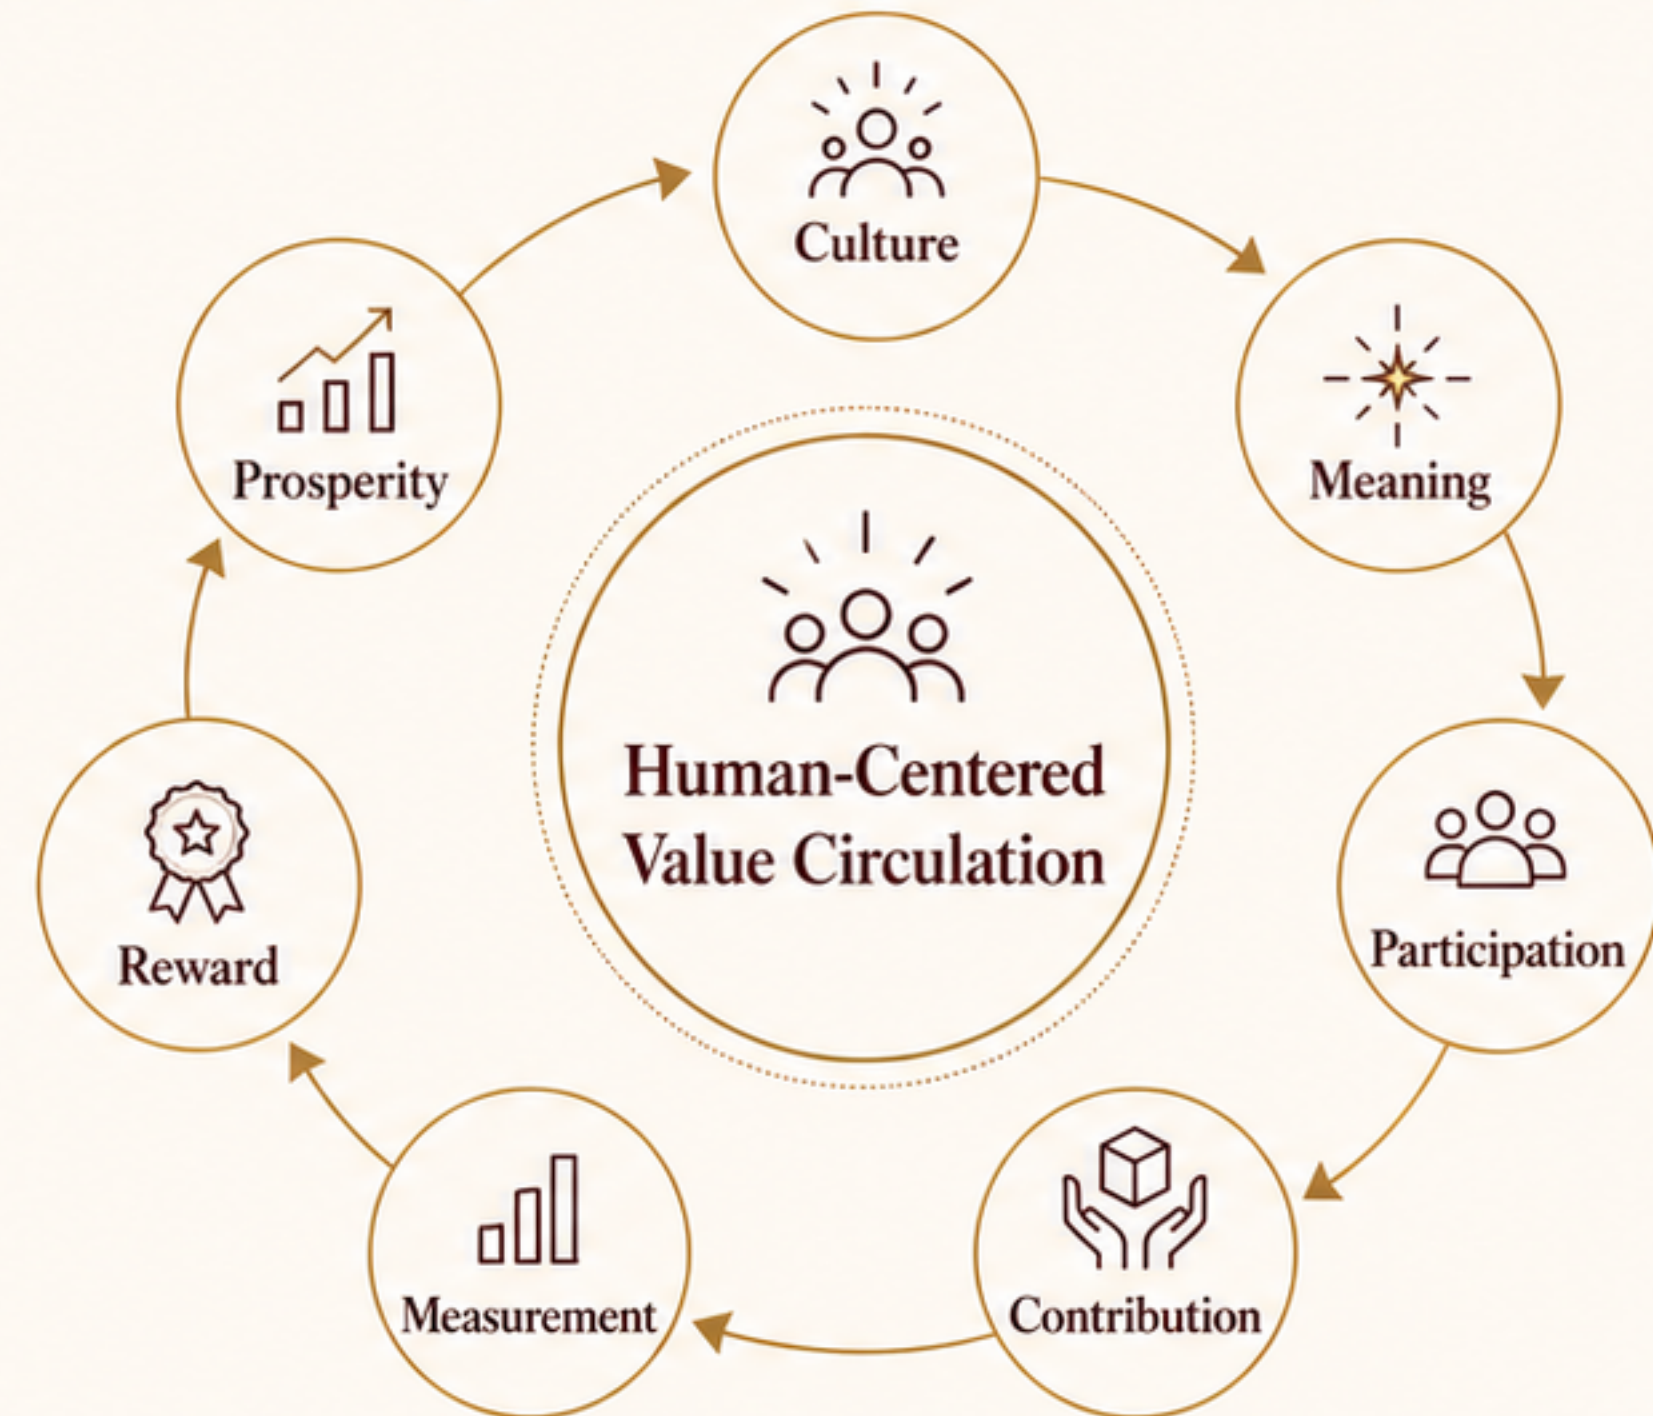 Culture
Meaning
Participation
Contribution
Measurement
Reward
Prosperity
Human-Centered
Value Circulation